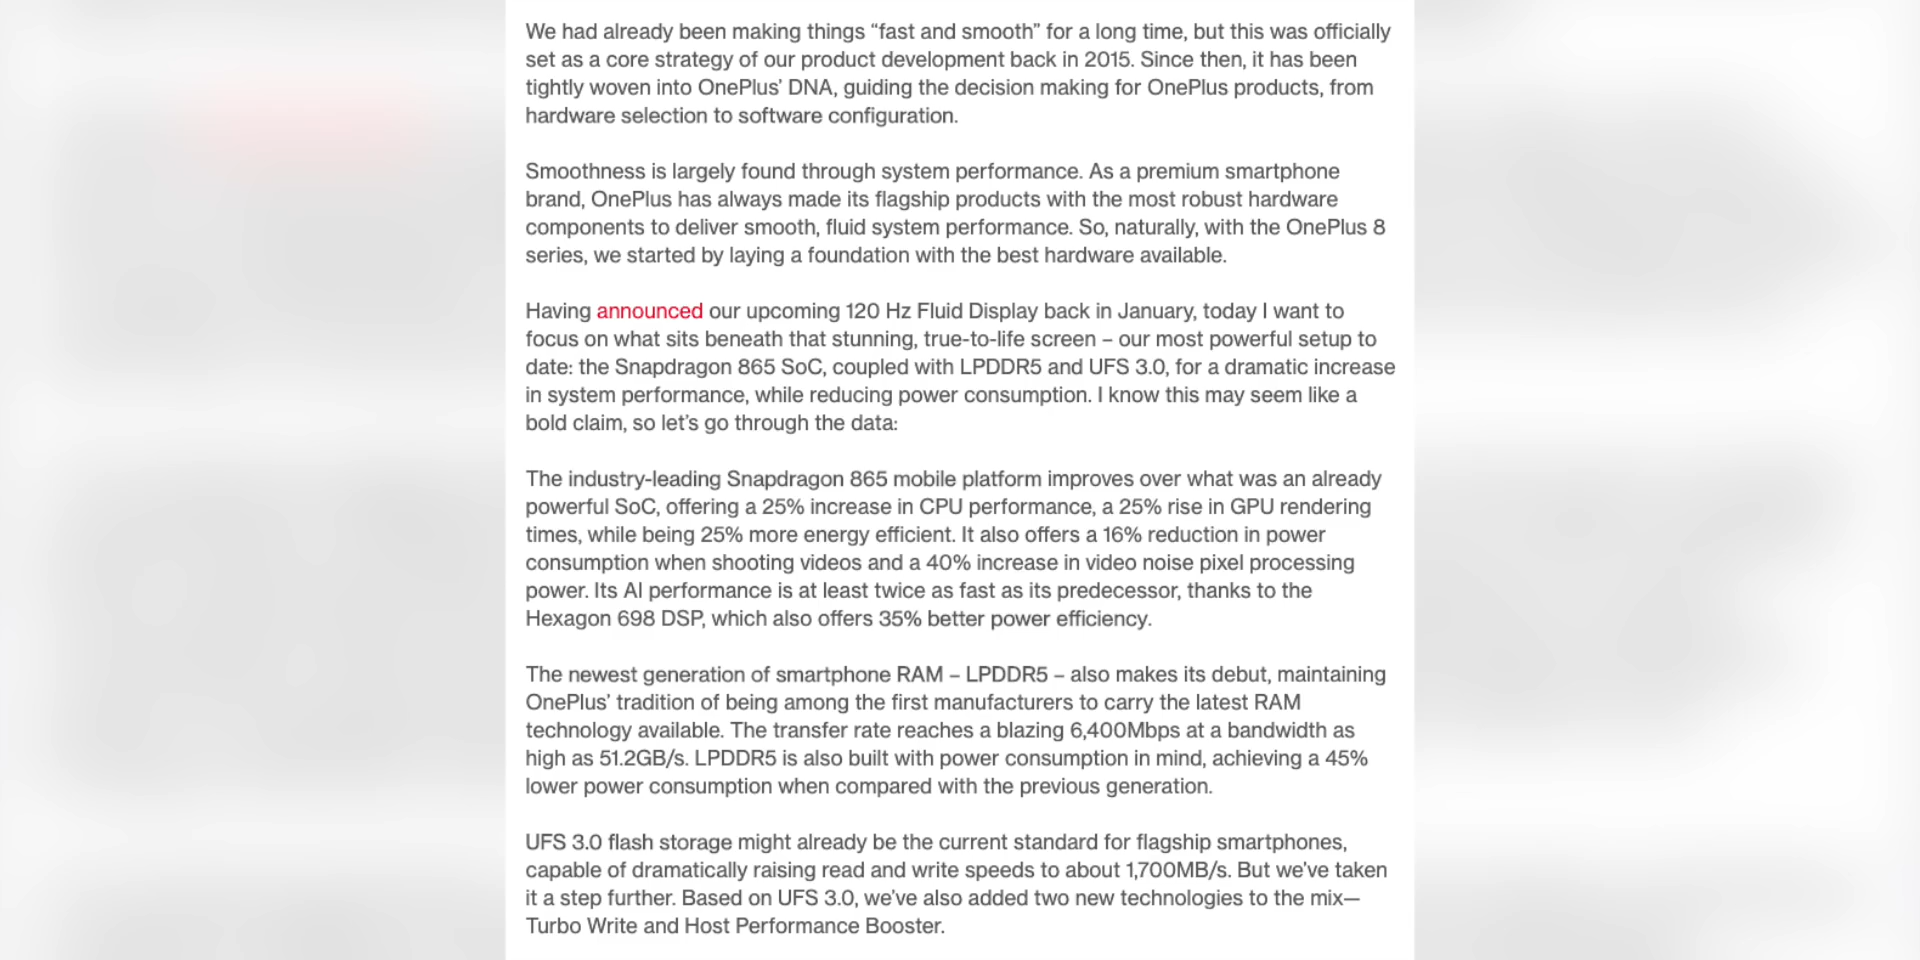 We had already been making things “fast and smooth” for a long time, but this was officially
set as a core strategy of our product development back in 2015. Since then, it has been
tightly woven into OnePlus’ DNA, guiding the decision making for OnePlus products, from
hardware selection to software configuration.
Smoothness is largely found through system performance. As a premium smartphone
brand, OnePlus has always made its flagship products with the most robust hardware
components to deliver smooth, fluid system performance. So, naturally, with the OnePlus 8
series, we started by laying a foundation with the best hardware available.
Having announced our upcoming 120 Hz Fluid Display back in January, today I want to
focus on what sits beneath that stunning, true-to-life screen – our most powerful setup to
date: the Snapdragon 865 SoC, coupled with LPDDR5 and UFS 3.0, for a dramatic increase
in system performance, while reducing power consumption. I know this may seem like a
bold claim, so let’s go through the data:
The industry-leading Snapdragon 865 mobile platform improves over what was an already
powerful SoC, offering a 25% increase in CPU performance, a 25% rise in GPU rendering
times, while being 25% more energy efficient. It also offers a 16% reduction in power
consumption when shooting videos and a 40% increase in video noise pixel processing
power. Its AI performance is at least twice as fast as its predecessor, thanks to the
Hexagon 698 DSP, which also offers 35% better power efficiency.
The newest generation of smartphone RAM – LPDDR5 – also makes its debut, maintaining
OnePlus’ tradition of being among the first manufacturers to carry the latest RAM
technology available. The transfer rate reaches a blazing 6,400Mbps at a bandwidth as
high as 51.2GB/s. LPDDR5 is also built with power consumption in mind, achieving a 45%
lower power consumption when compared with the previous generation.
UFS 3.0 flash storage might already be the current standard for flagship smartphones,
capable of dramatically raising read and write speeds to about 1,700MB/s. But we’ve taken
it a step further. Based on UFS 3.0, we’ve also added two new technologies to the mix—
Turbo Write and Host Performance Booster.